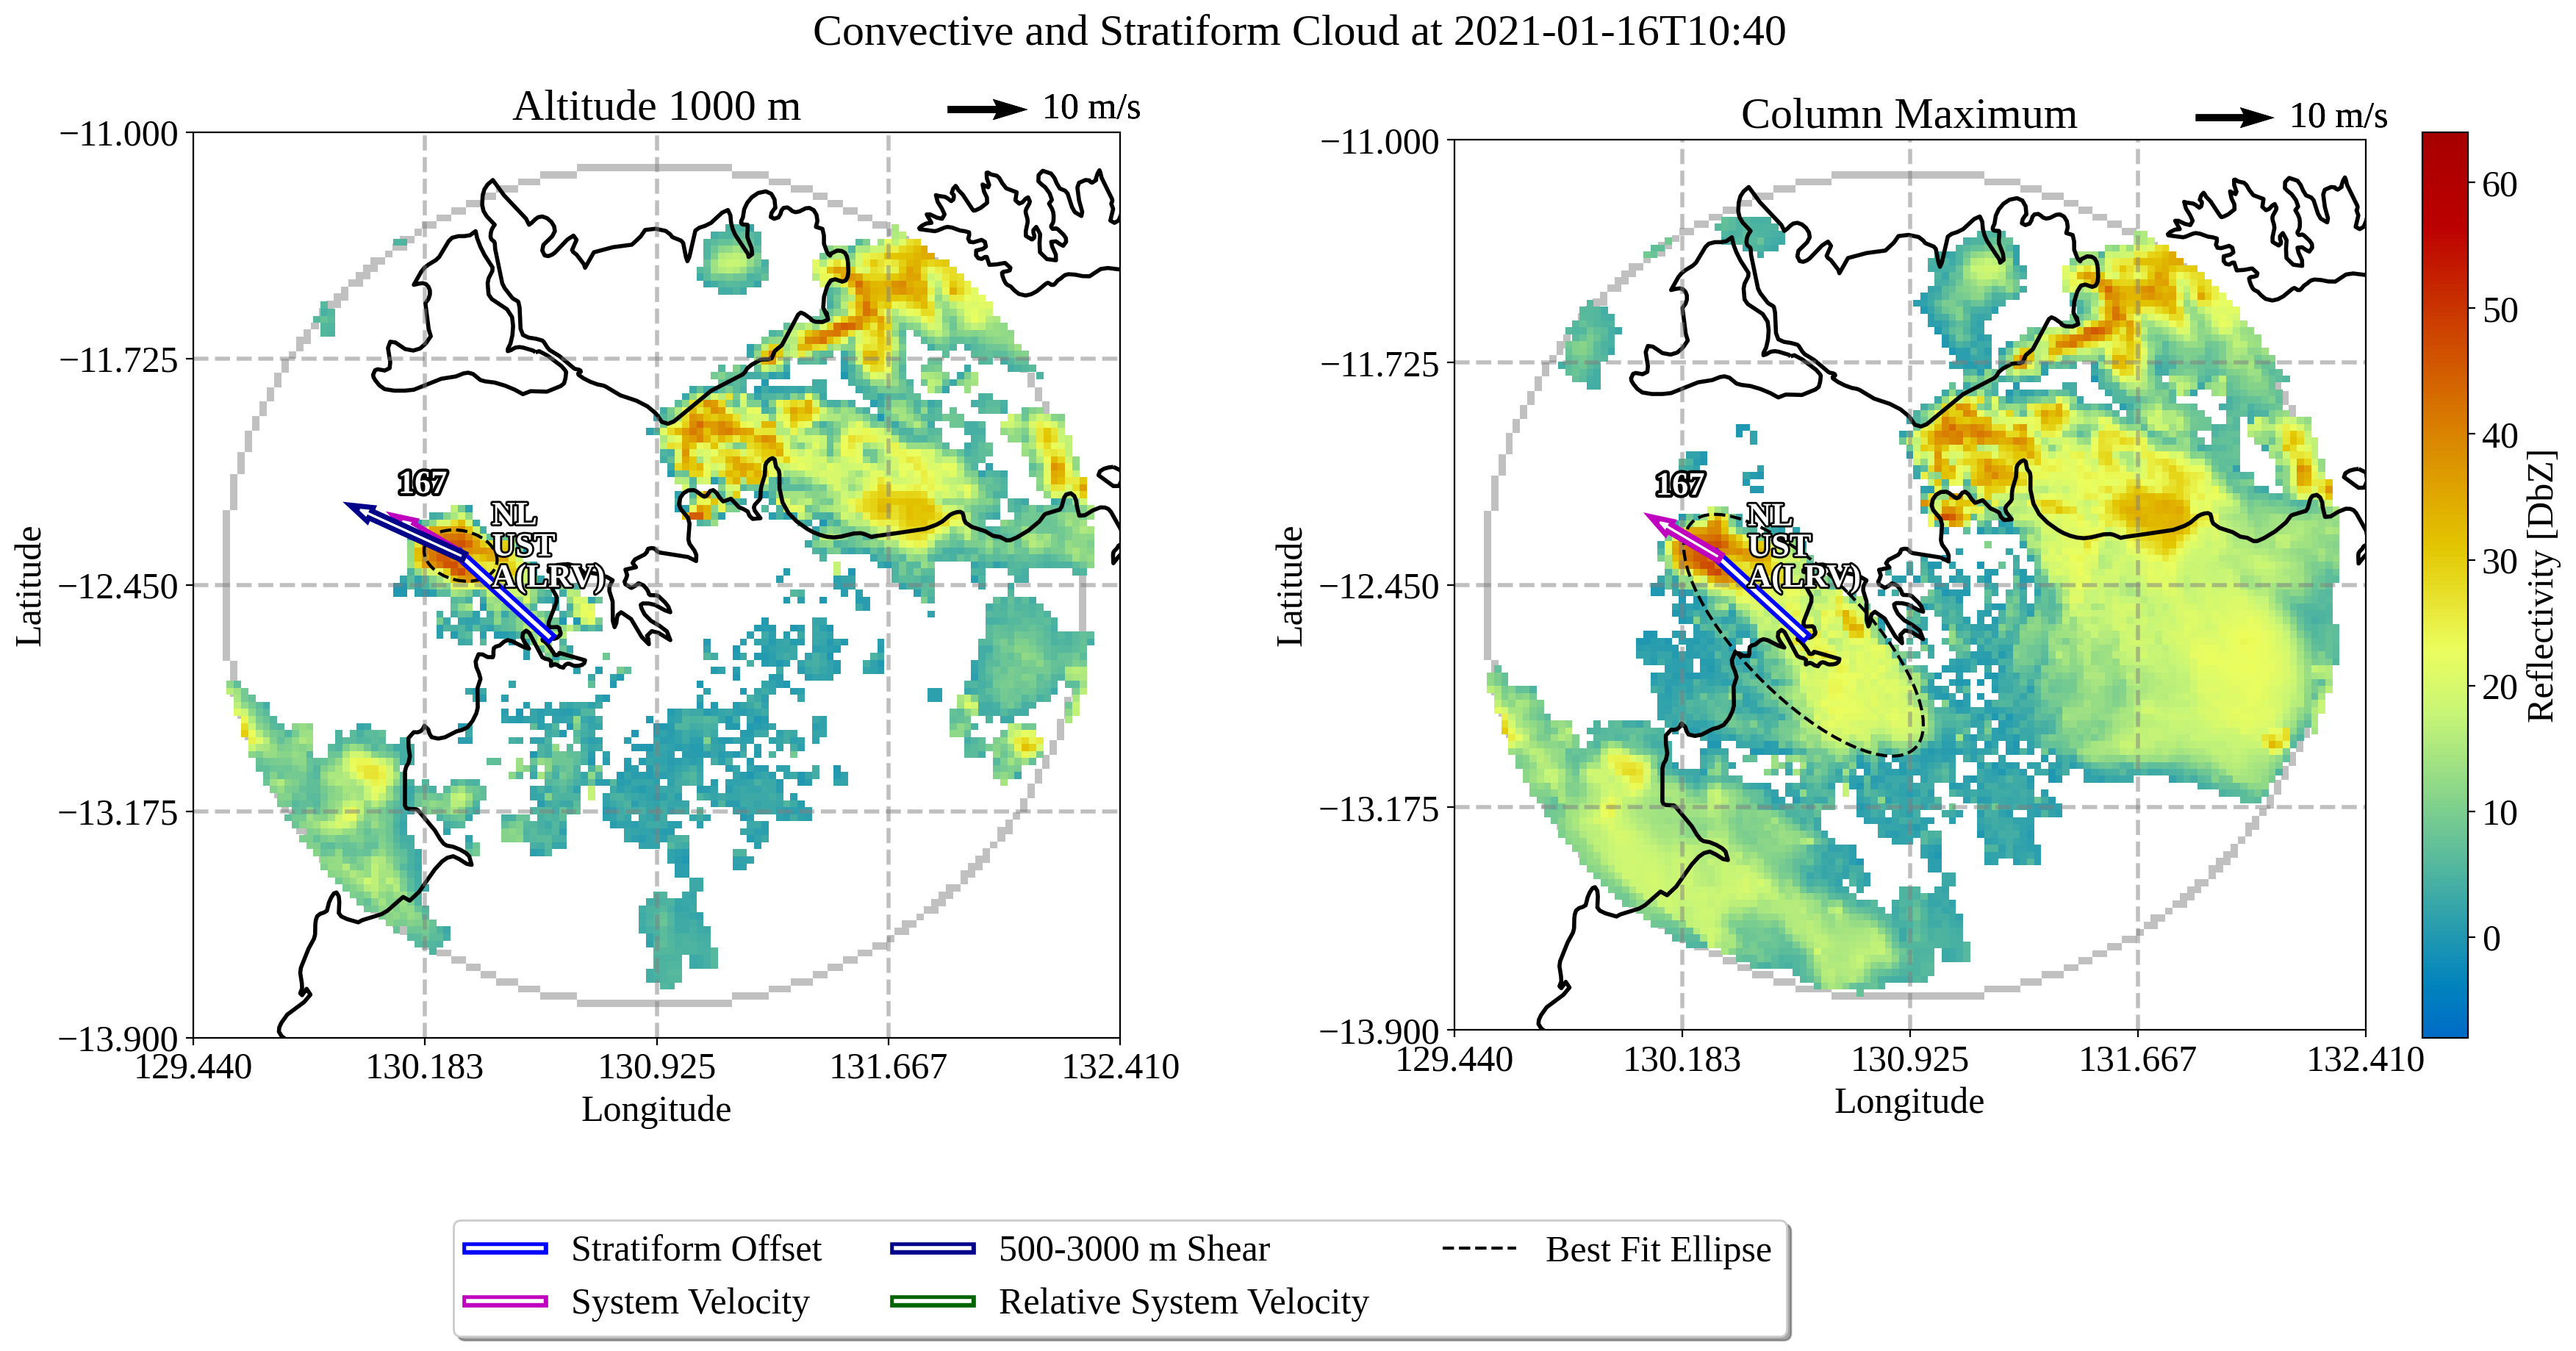 Convective and Stratiform Cloud at 2021-01-16T10:40
Altitude 1000 m
10 m/s
−11.000
−11.725
−12.450
−13.175
−13.900
Latitude
129.440
130.183
130.925
131.667
132.410
Longitude
167
NL
UST
A(LRV)
Column Maximum
10 m/s
−11.000
−11.725
−12.450
−13.175
−13.900
Latitude
129.440
130.183
130.925
131.667
132.410
Longitude
167
NL
UST
A(LRV)
60
50
40
30
20
10
0
Reflectivity [DbZ]
Stratiform Offset
500-3000 m Shear
Best Fit Ellipse
System Velocity
Relative System Velocity